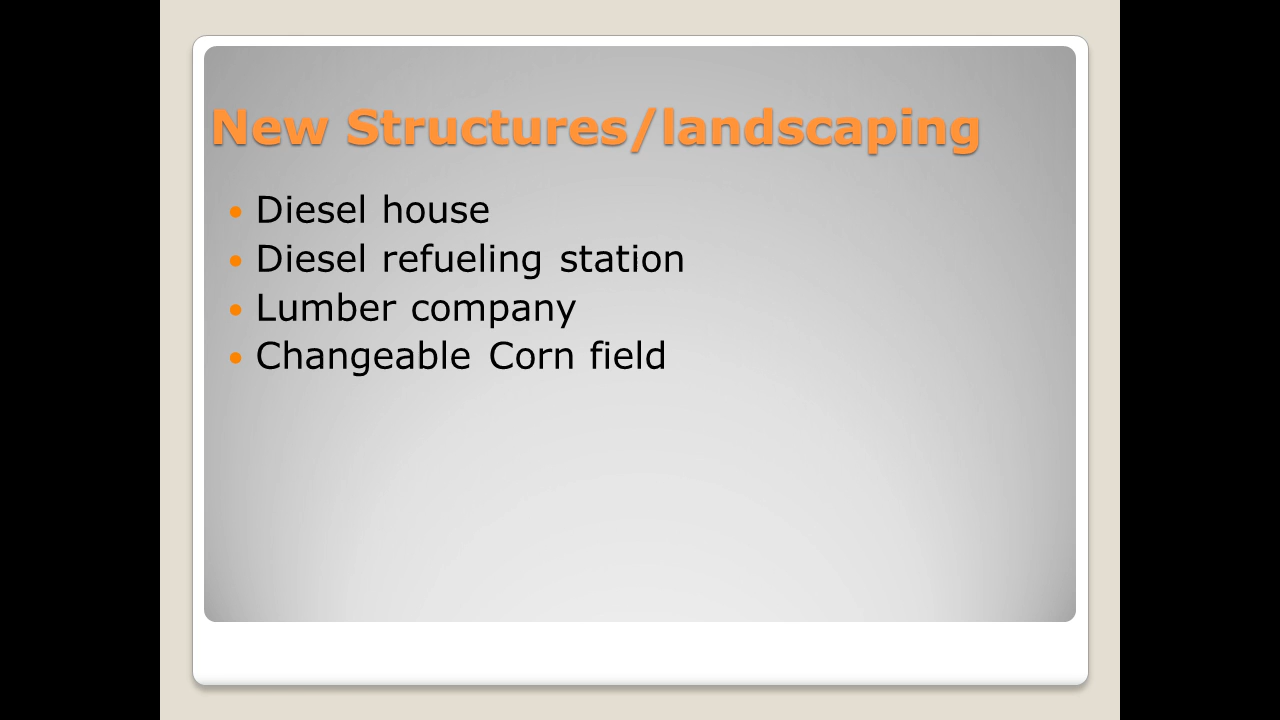 New Structures/landscaping
Diesel house
Diesel refueling station
Lumber company
Changeable Corn field